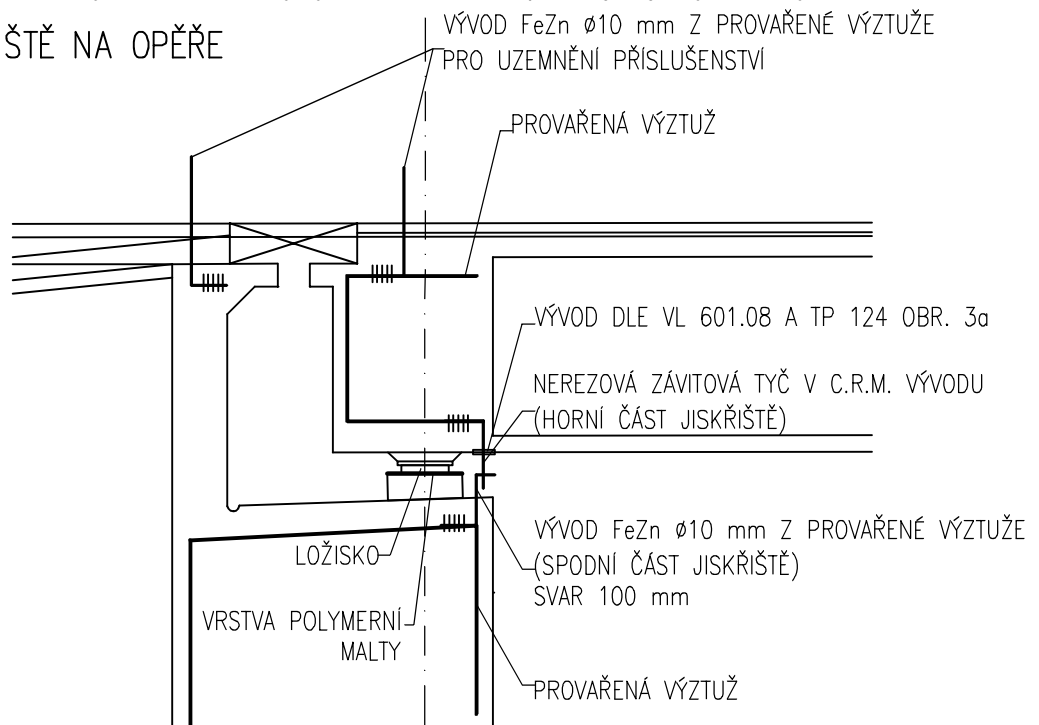 VÝVOD FeZn ø10 mm Z PROVAŘENÉ VÝZTUŽE
PRO UZEMNĚNÍ PŘÍSLUŠENSTVÍ
ŠTĚ NA OPĚŘE
PROVAŘENÁ VÝZTUŽ
VÝVOD DLE VL 601.08 A TP 124 OBR. 3a
NEREZOVÁ ZÁVITOVÁ TYČ V C.R.M. VÝVODU
(HORNÍ ČÁST JISKŘIŠTĚ)
VÝVOD FeZn ø10 mm Z PROVAŘENÉ VÝZTUŽE
(SPODNÍ ČÁST JISKŘIŠTĚ)
SVAR 100 mm
LOŽISKO
VRSTVA POLYMERNÍ
MALTY
PROVAŘENÁ VÝZTUŽ